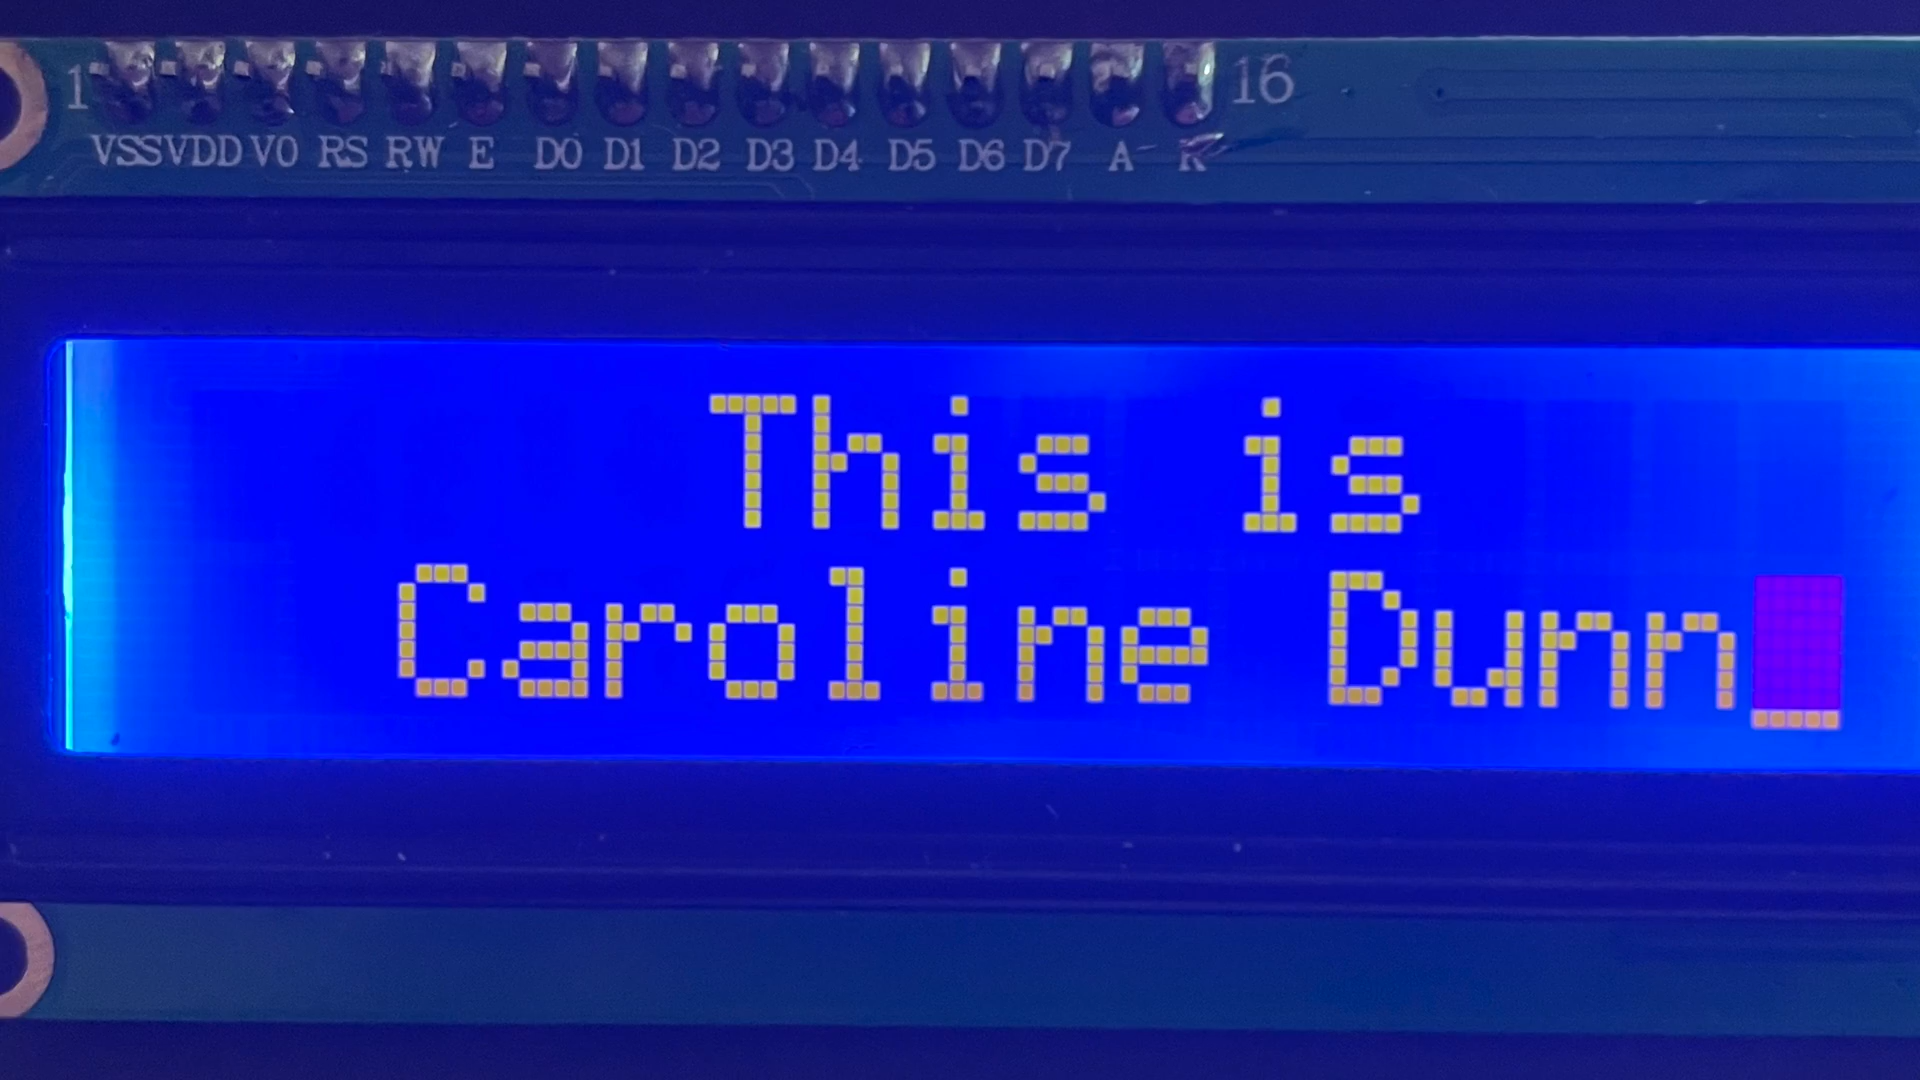 1 16
VSS VDD V0 RS RW E D0 D1 D2 D3 D4 D5 D6 D7 A K
This is
Caroline Dunn